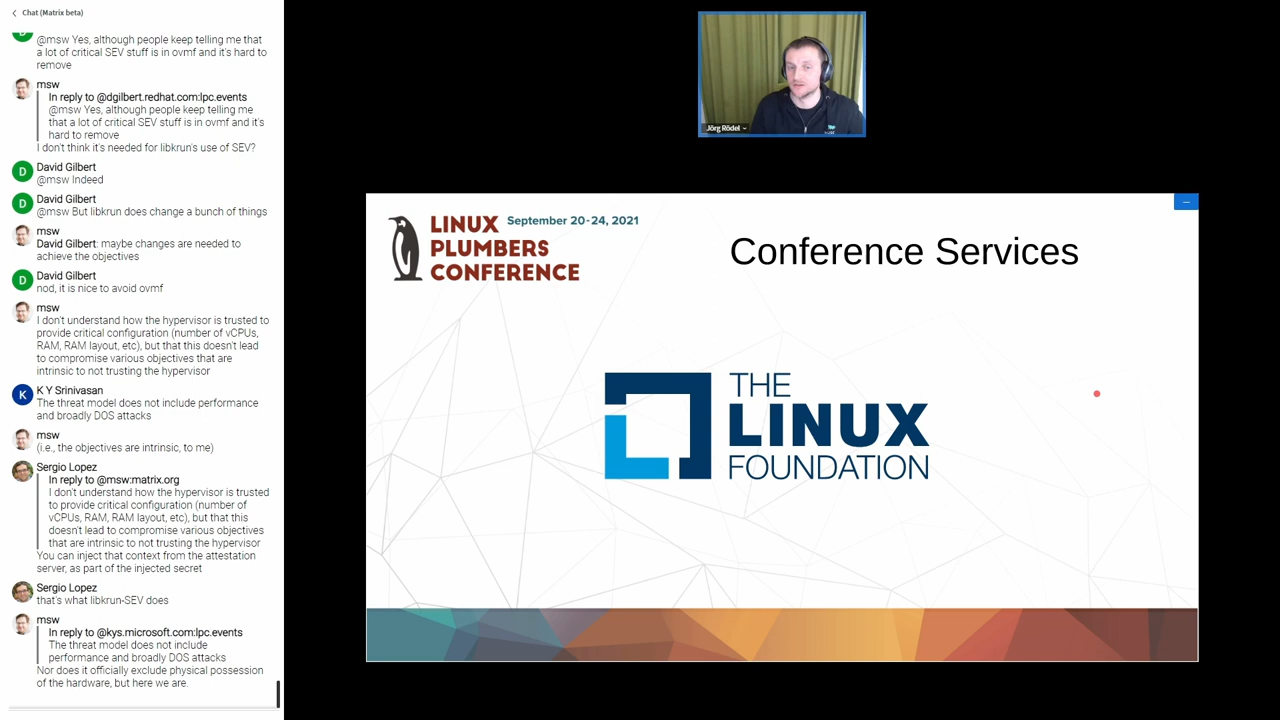 Chat (Matrix beta)
D
@msw Yes, although people keep telling me that
a lot of critical SEV stuff is in ovmf and it's hard to
remove
msw
In reply to @dgilbert.redhat.com:lpc.events
@msw Yes, although people keep telling me
that a lot of critical SEV stuff is in ovmf and it's
hard to remove
I don't think it's needed for libkrun's use of SEV?
D
David Gilbert
@msw Indeed
D
David Gilbert
@msw But libkrun does change a bunch of things
msw
David Gilbert: maybe changes are needed to
achieve the objectives
D
David Gilbert
nod, it is nice to avoid ovmf
msw
I don't understand how the hypervisor is trusted to
provide critical configuration (number of vCPUs,
RAM, RAM layout, etc), but that this doesn't lead
to compromise various objectives that are
intrinsic to not trusting the hypervisor
K
K Y Srinivasan
The threat model does not include performance
and broadly DOS attacks
msw
(i.e., the objectives are intrinsic, to me)
Sergio Lopez
In reply to @msw:matrix.org
I don't understand how the hypervisor is trusted
to provide critical configuration (number of
vCPUs, RAM, RAM layout, etc), but that this
doesn't lead to compromise various objectives
that are intrinsic to not trusting the hypervisor
You can inject that context from the attestation
server, as part of the injected secret
Sergio Lopez
that's what libkrun-SEV does
msw
In reply to @kys.microsoft.com:lpc.events
The threat model does not include
performance and broadly DOS attacks
Nor does it officially exclude physical possession
of the hardware, but here we are.
Jörg Rödel
LINUX
PLUMBERS
CONFERENCE
September 20-24, 2021
Conference Services
THE
LINUX
FOUNDATION